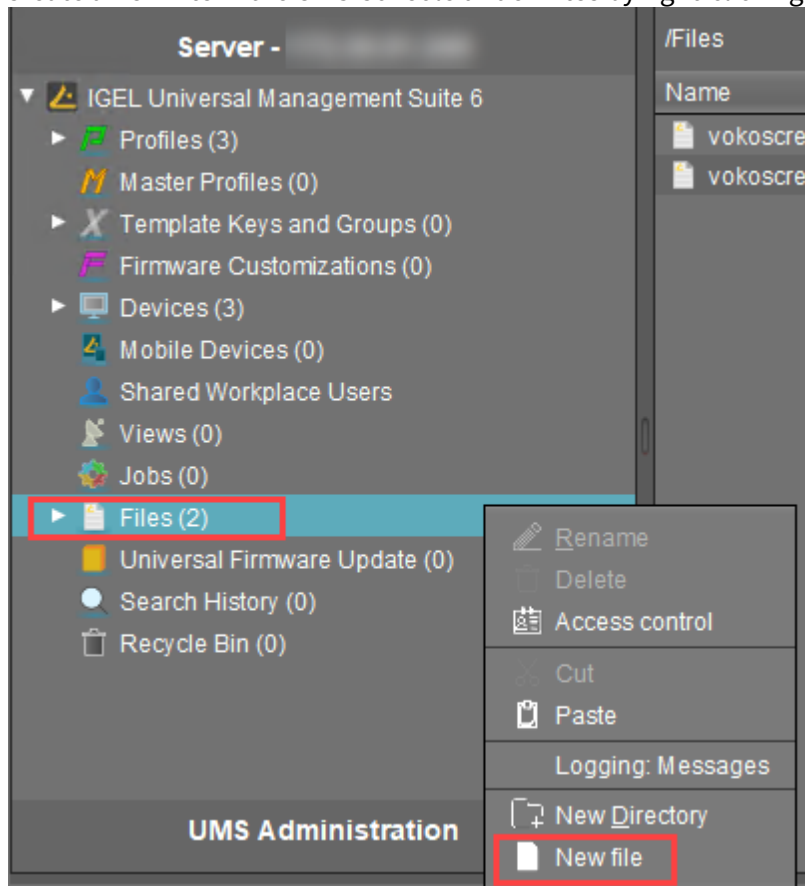 Server -
/Files
IGEL Universal Management Suite 6
Name
Profiles (3)
vokoscre
Master Profiles (0)
vokoscre
Template Keys and Groups (0)
Firmware Customizations (0)
Devices (3)
Mobile Devices (0)
Shared Workplace Users
Views (0)
Jobs (0)
Files (2)
Universal Firmware Update (0)
Search History (0)
Recycle Bin (0)
Rename
Delete
Access control
Cut
Paste
Logging: Messages
New Directory
New file
UMS Administration